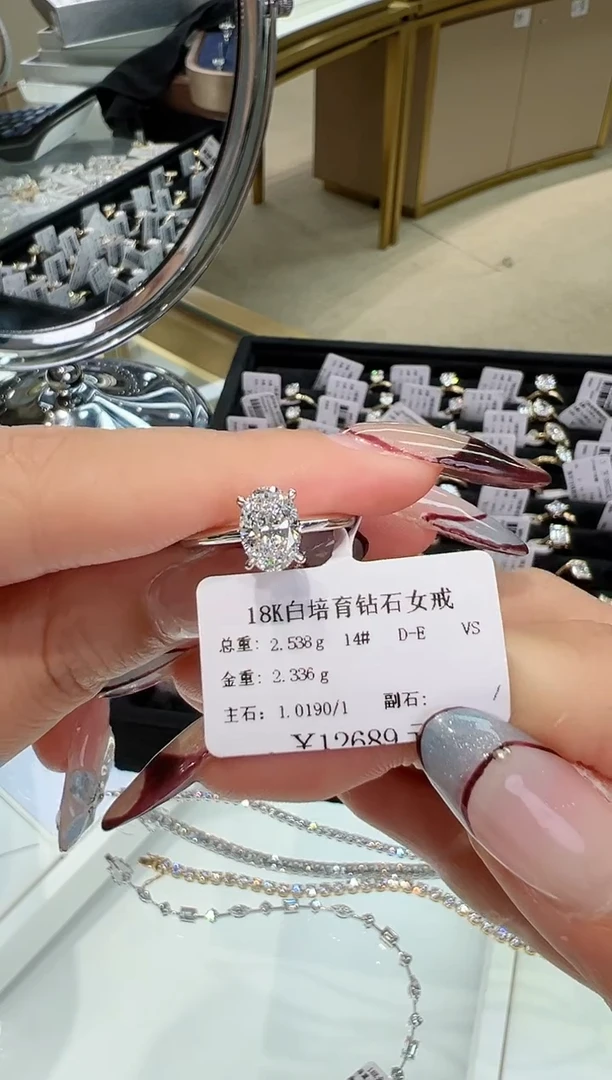 18K白培育钻石女戒
总重: 2.538g 14# D-E VS
金重: 2.336g
主石: 1.0190/1 副石: /
¥12689